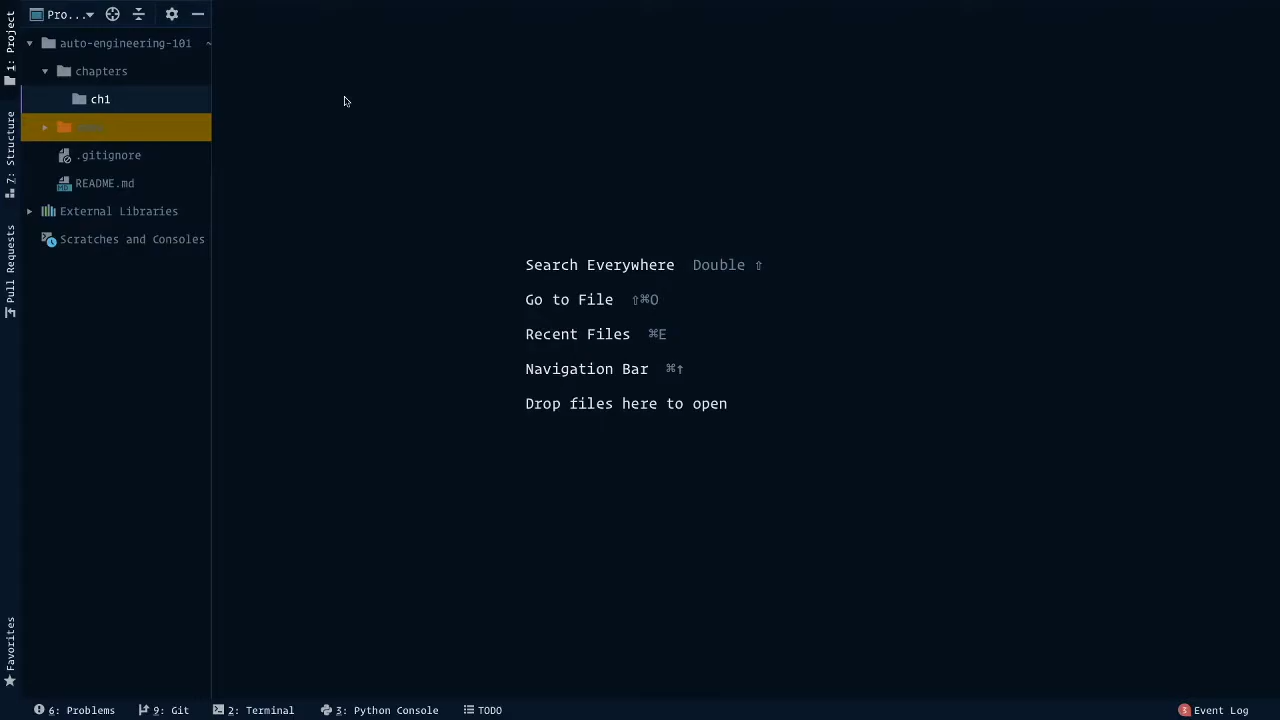 Pro...
1: Project
auto-engineering-101 ~
chapters
ch1
.gitignore
README.md
External Libraries
Scratches and Consoles
7: Structure
Pull Requests
Favorites
Search Everywhere Double ⇧
Go to File ⇧⌘O
Recent Files ⌘E
Navigation Bar ⌘↑
Drop files here to open
6: Problems 9: Git 2: Terminal 3: Python Console TODO 3 Event Log